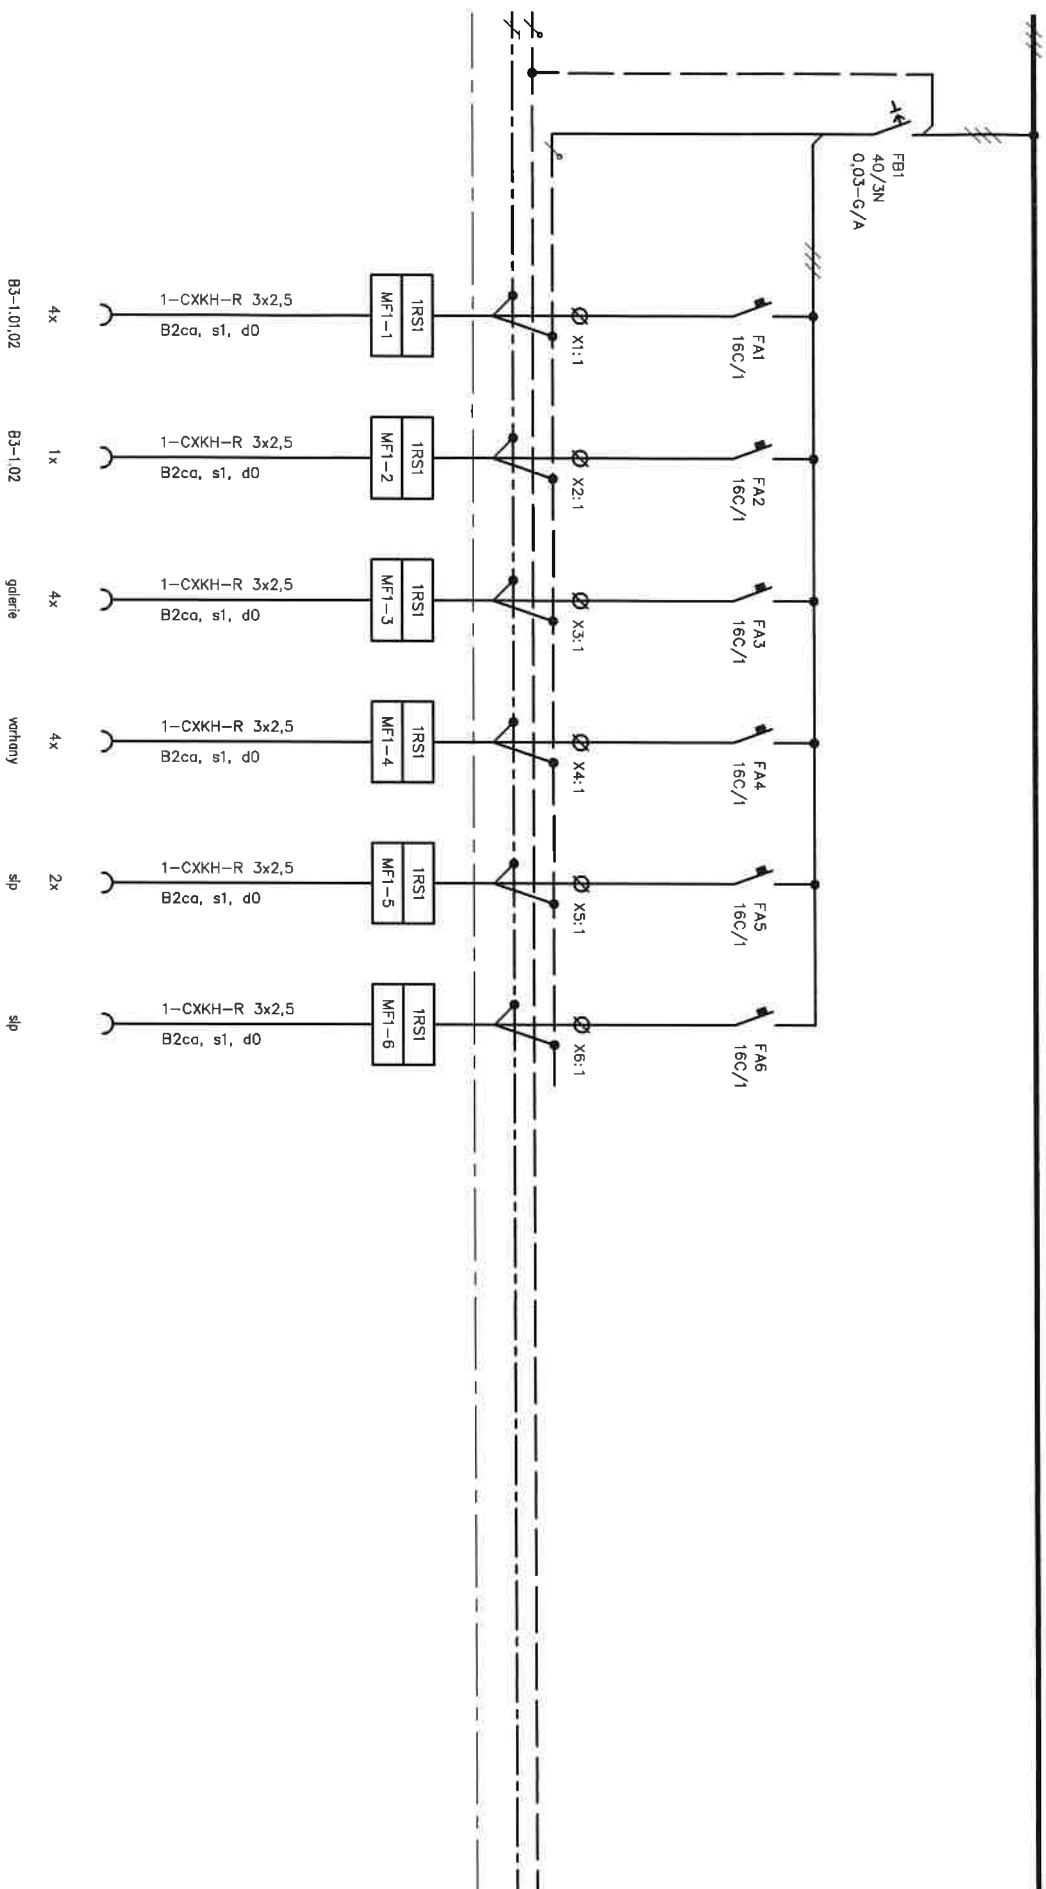 FB1
40/3N
0,03-G/A
FA1
16C/1
X1:1
1RS1
MF1-1
1-CXKH-R 3x2,5
B2ca, s1, d0
4x
B3-1.01,02
FA2
16C/1
X2:1
1RS1
MF1-2
1-CXKH-R 3x2,5
B2ca, s1, d0
1x
B3-1,02
FA3
16C/1
X3:1
1RS1
MF1-3
1-CXKH-R 3x2,5
B2ca, s1, d0
4x
galerie
FA4
16C/1
X4:1
1RS1
MF1-4
1-CXKH-R 3x2,5
B2ca, s1, d0
4x
varhany
FA5
16C/1
X5:1
1RS1
MF1-5
1-CXKH-R 3x2,5
B2ca, s1, d0
2x
slp
FA6
16C/1
X6:1
1RS1
MF1-6
1-CXKH-R 3x2,5
B2ca, s1, d0
slp